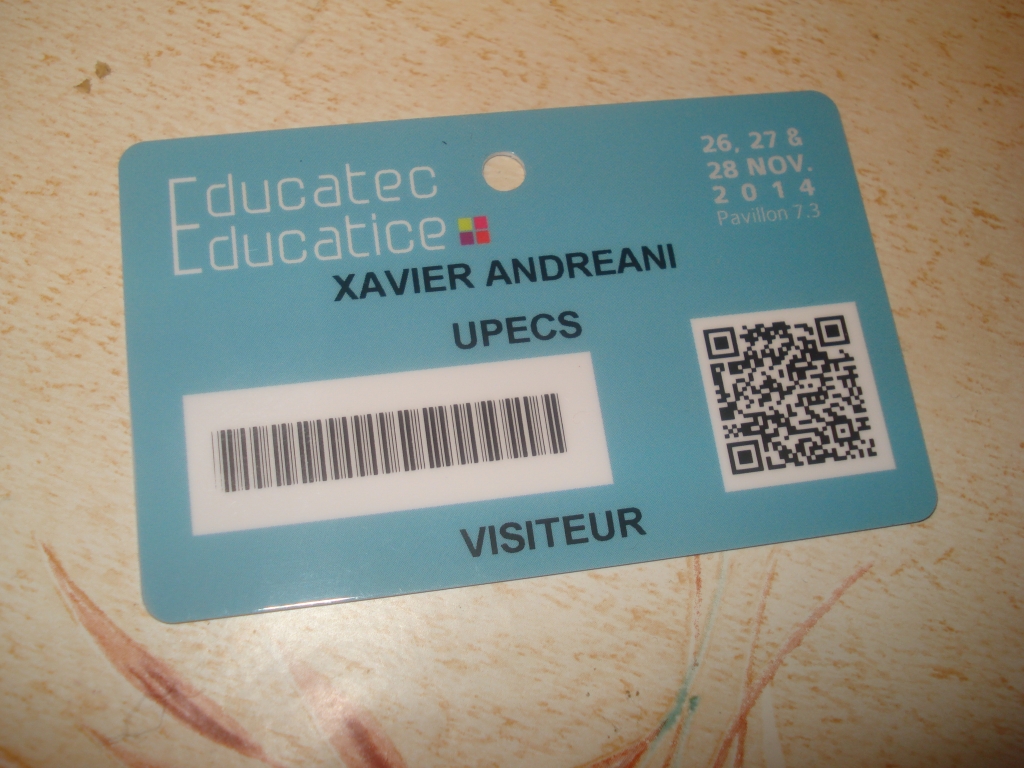 Educatec
Educatice
26, 27 &
28 NOV.
2014
Pavillon 7.3
XAVIER ANDREANI
UPECS
VISITEUR